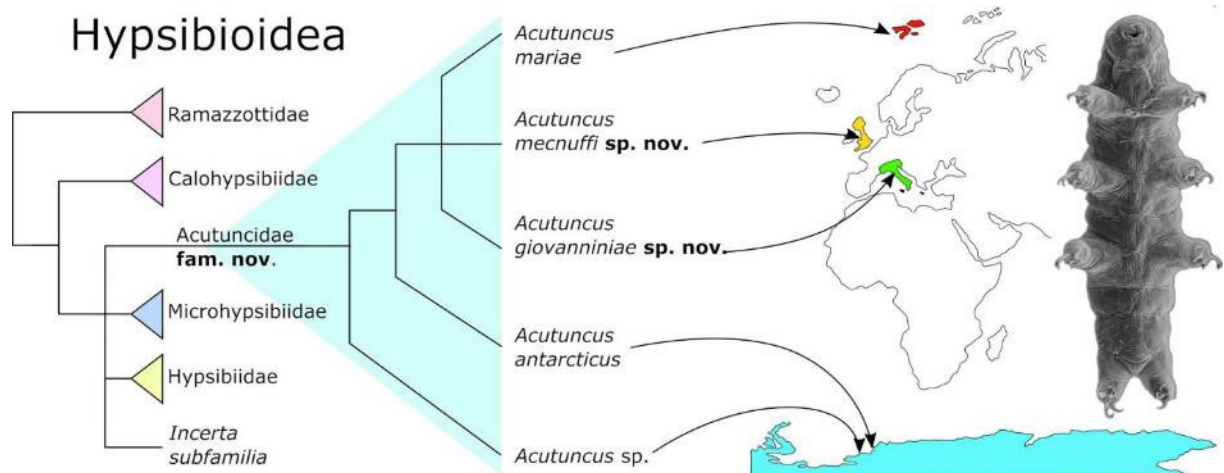 Hypsibioidea
Ramazzottidae
Calohypsibiidae
Acutuncidae
fam. nov.
Microhypsibiidae
Hypsibiidae
Incerta
subfamilia
Acutuncus
mariae
Acutuncus
mecnuffi sp. nov.
Acutuncus
giovanniniae sp. nov.
Acutuncus
antarcticus
Acutuncus sp.